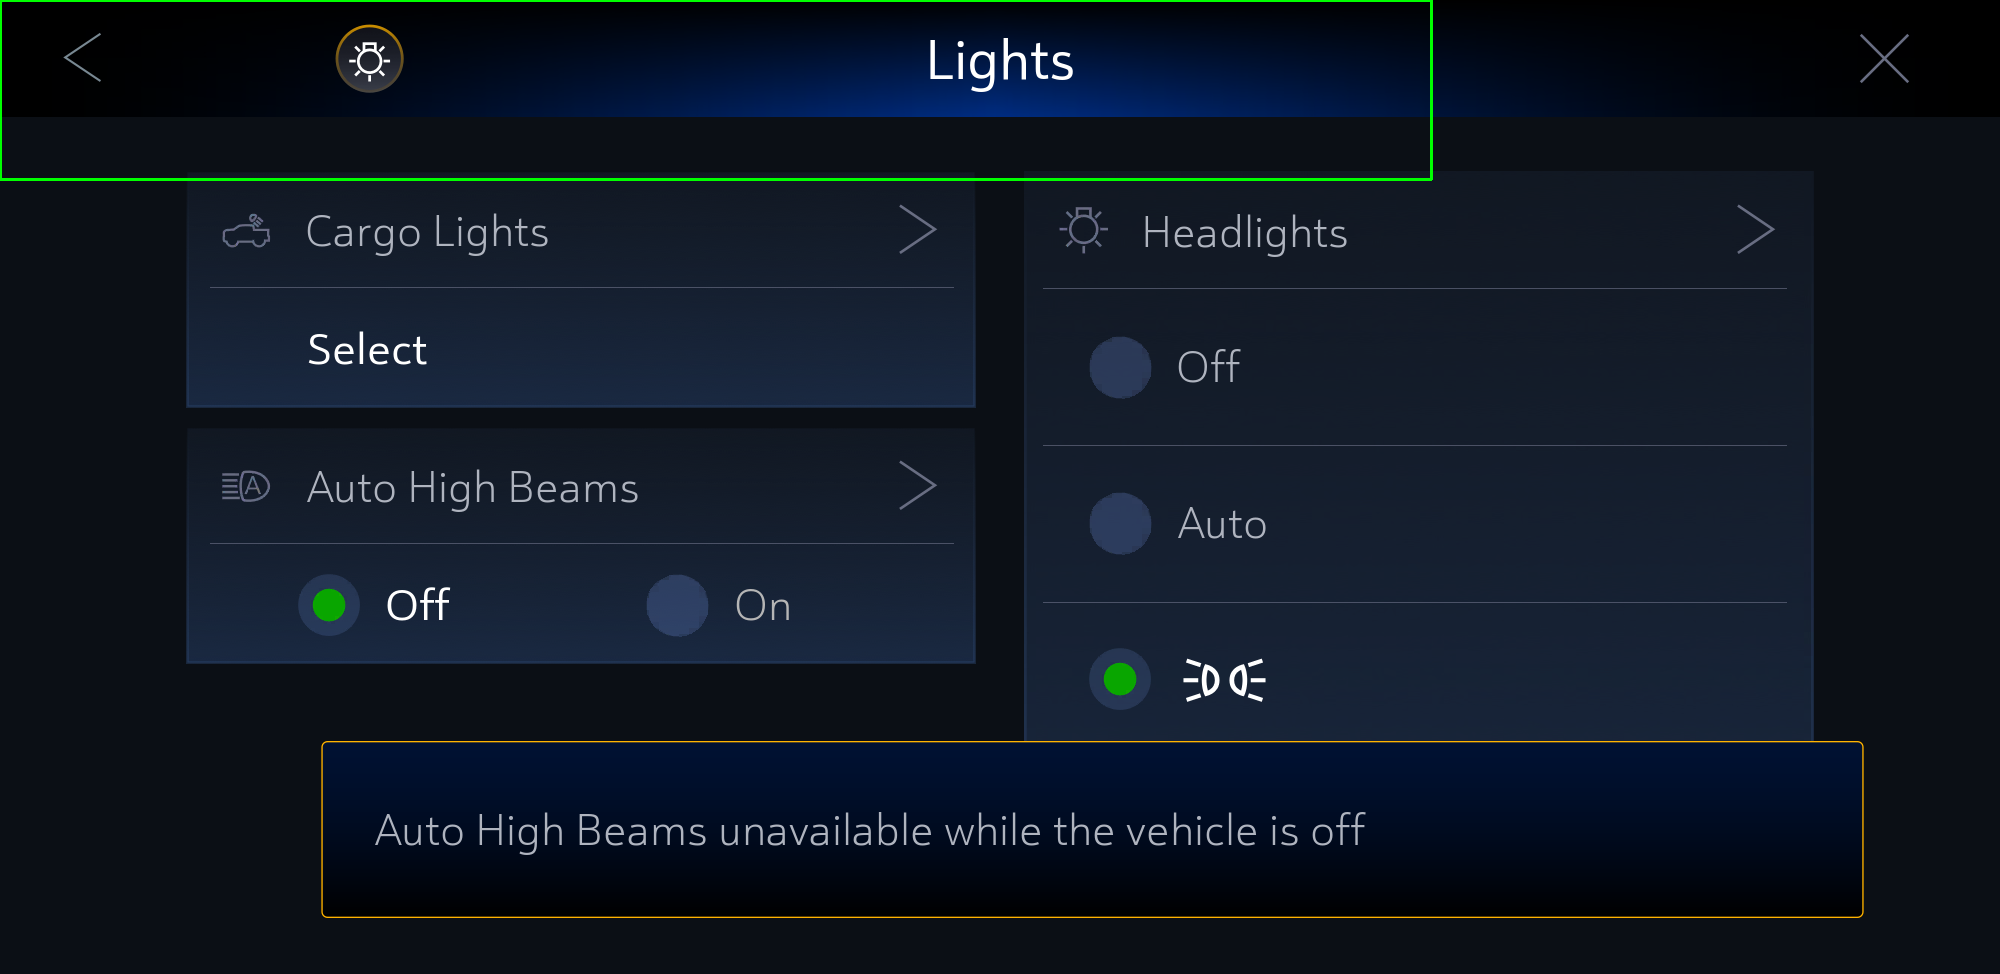 Lights
Cargo Lights
Select
Auto High Beams
Off On
Headlights
Off
Auto
Auto High Beams unavailable while the vehicle is off